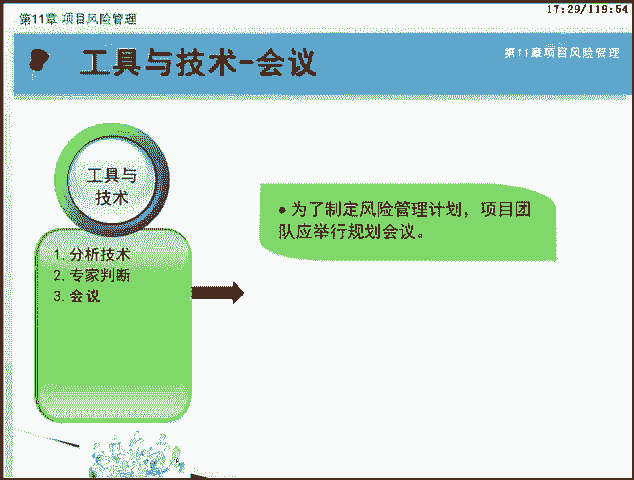 17:29/119:54
第11章 项目风险管理
工具与技术-会议
第11章项目风险管理
工具与
技术
1.分析技术
2.专家判断
3.会议
● 为了制定风险管理计划，项目团
队应举行规划会议。